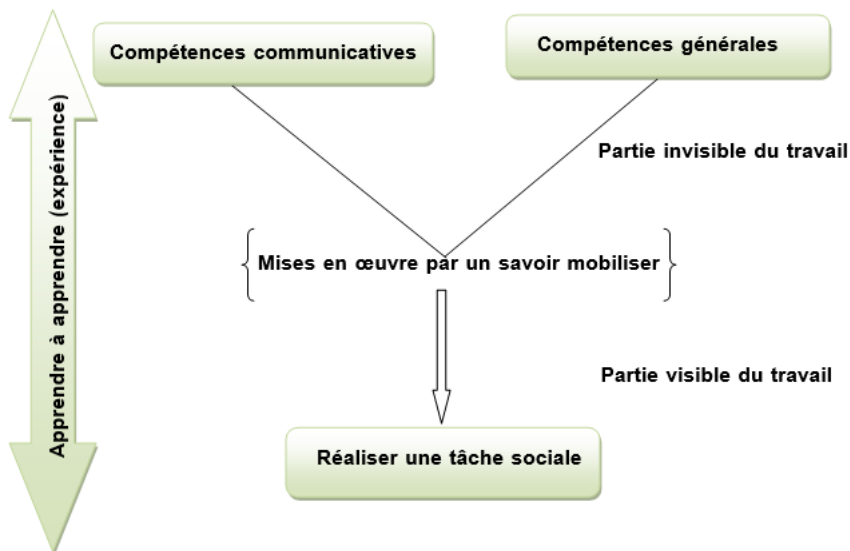 Compétences communicatives
Compétences générales
Apprendre à apprendre (expérience)
Partie invisible du travail
Mises en œuvre par un savoir mobiliser
Partie visible du travail
Réaliser une tâche sociale